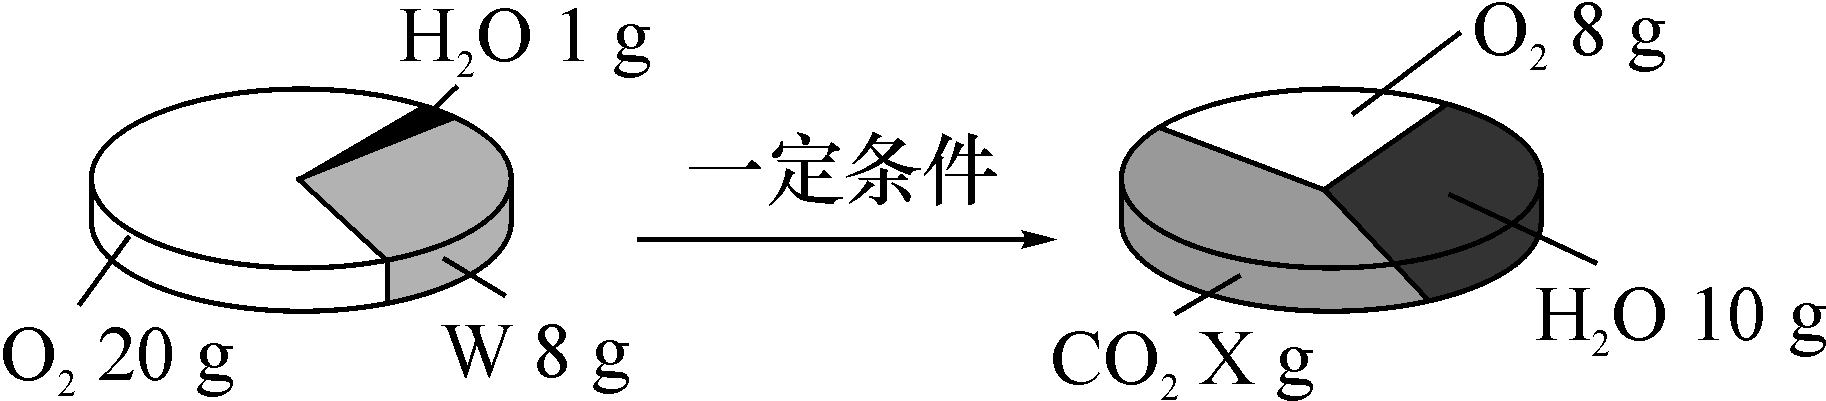 H₂O 1 g
O₂ 20 g
W 8 g
一定条件
O₂ 8 g
CO₂ X g
H₂O 10 g